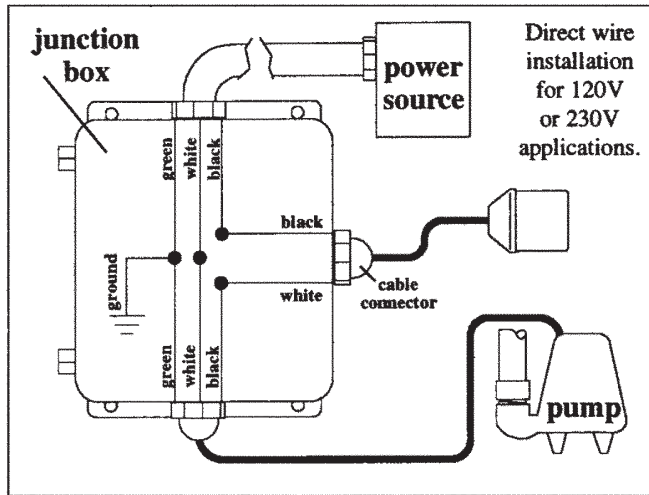 junction
box
power
source
Direct wire
installation
for 120V
or 230V
applications.
green
white
black
black
ground
white
cable
connector
green
white
black
pump